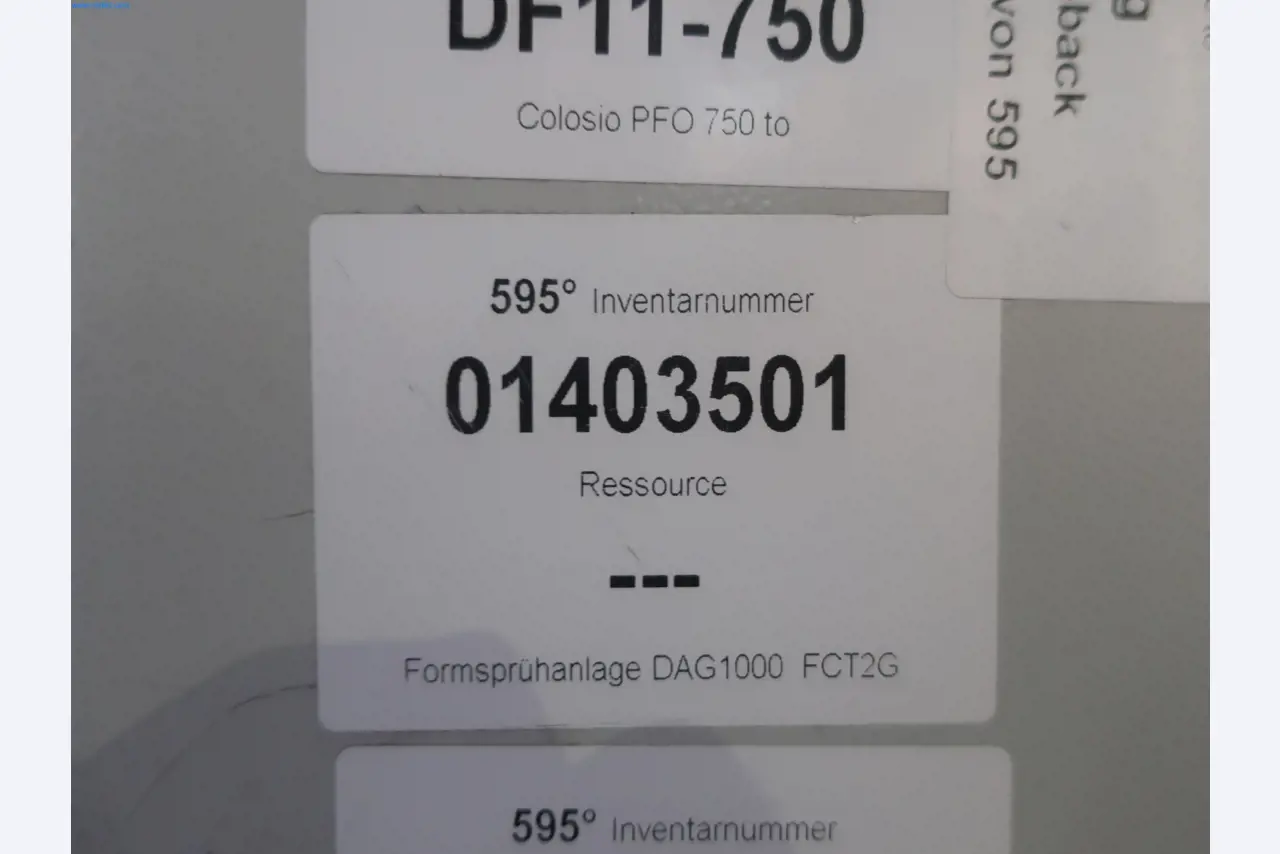 DF11-750
Colosio PFO 750 to
back
von 595
595° Inventarnummer
01403501
Ressource
---
Formsprühanlage DAG1000 FCT2G
595° Inventarnummer